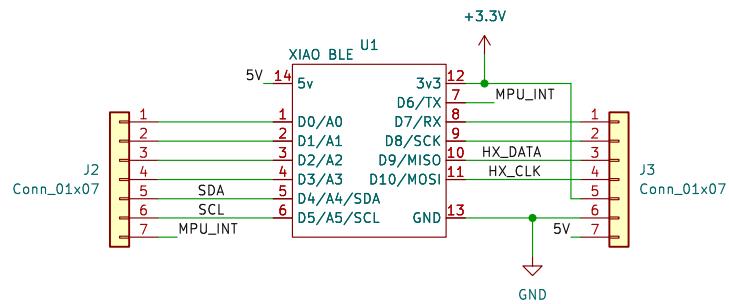 +3.3V
U1
XIAO BLE
5V 14 5v 3v3 12
D6/TX 7 MPU_INT
1 1 D0/A0 D7/RX 8 1
2 2 D1/A1 D8/SCK 9 2
3 3 D2/A2 D9/MISO 10 HX_DATA 3
J2 J3
4 3 D3/A3 D10/MOSI 11 HX_CLK 4
Conn_01x07 Conn_01x07
5 SDA 5 D4/A4/SDA 5
6 SCL 6 D5/A5/SCL GND 13 6
7 MPU_INT 5V 7
GND